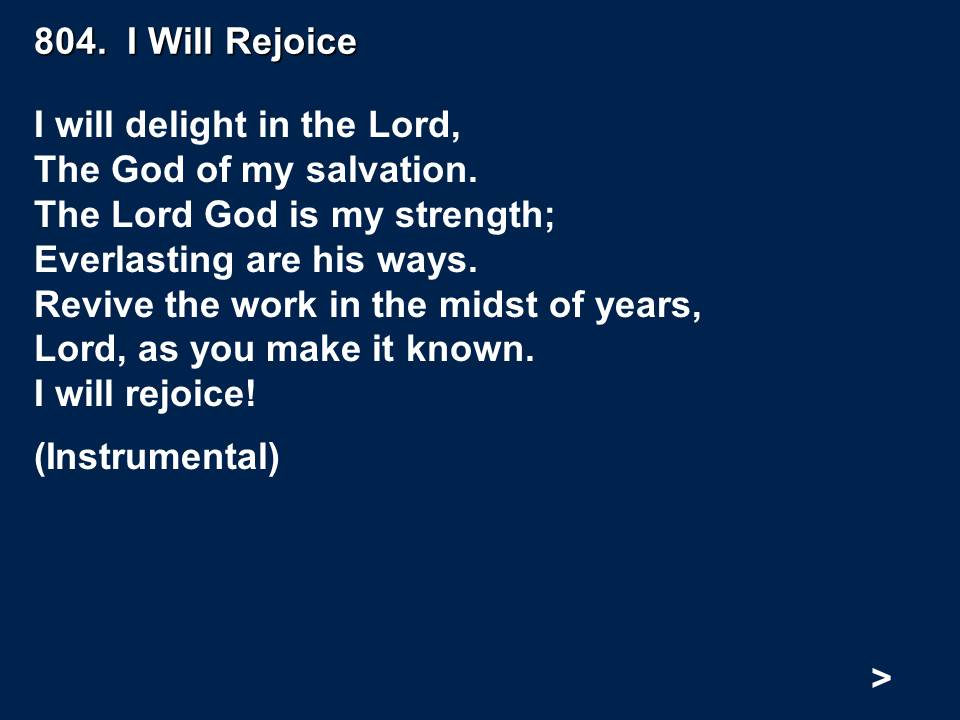 804. I Will Rejoice
I will delight in the Lord,
The God of my salvation.
The Lord God is my strength;
Everlasting are his ways.
Revive the work in the midst of years,
Lord, as you make it known.
I will rejoice!
(Instrumental)
>